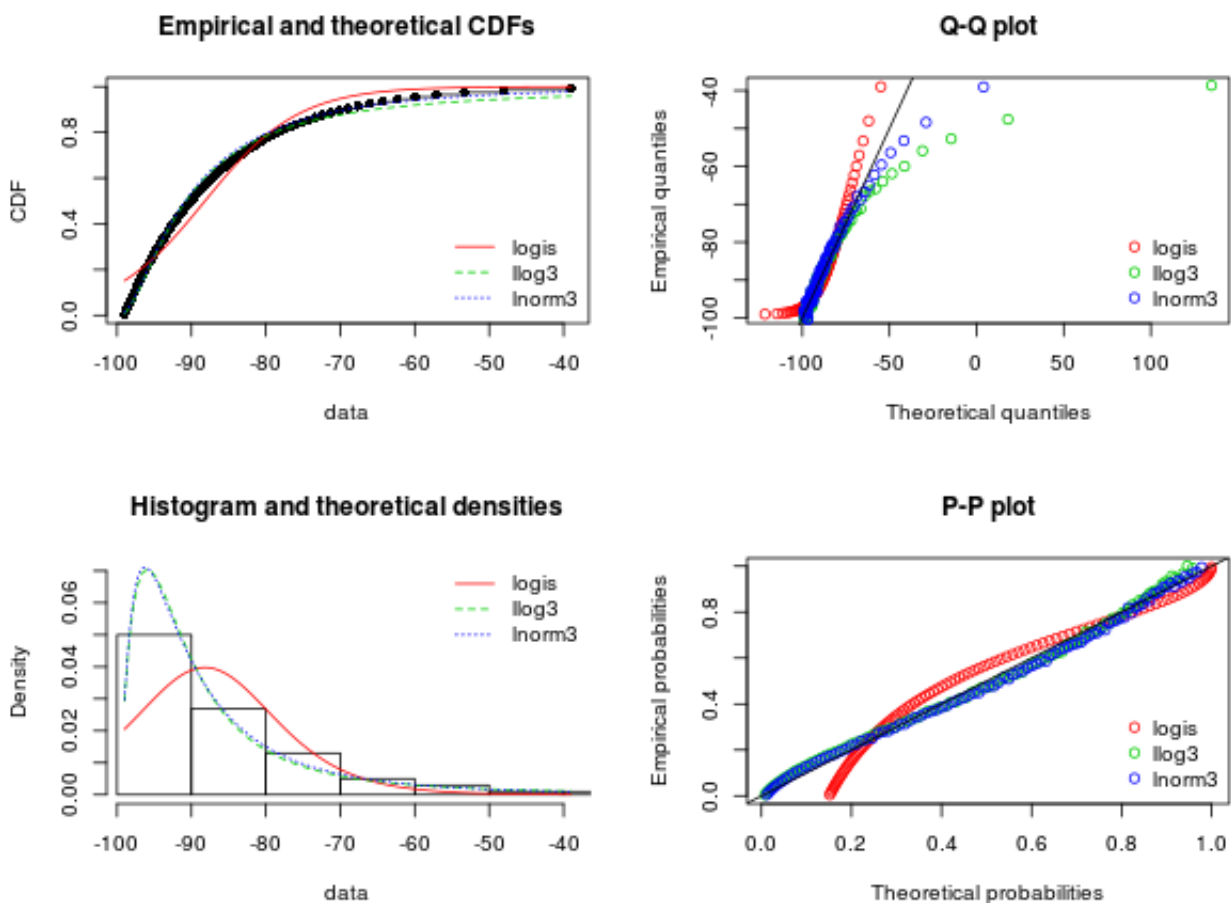 Empirical and theoretical CDFs
CDF
0.0 0.4 0.8
logis
llog3
lnorm3
-100 -90 -80 -70 -60 -50 -40
data
Q-Q plot
Empirical quantiles
-100 -80 -60 -40
logis
llog3
lnorm3
-100 -50 0 50 100
Theoretical quantiles
Histogram and theoretical densities
Density
0.00 0.02 0.04 0.06
logis
llog3
lnorm3
-100 -90 -80 -70 -60 -50 -40
data
P-P plot
Empirical probabilities
0.0 0.4 0.8
logis
llog3
lnorm3
0.0 0.2 0.4 0.6 0.8 1.0
Theoretical probabilities